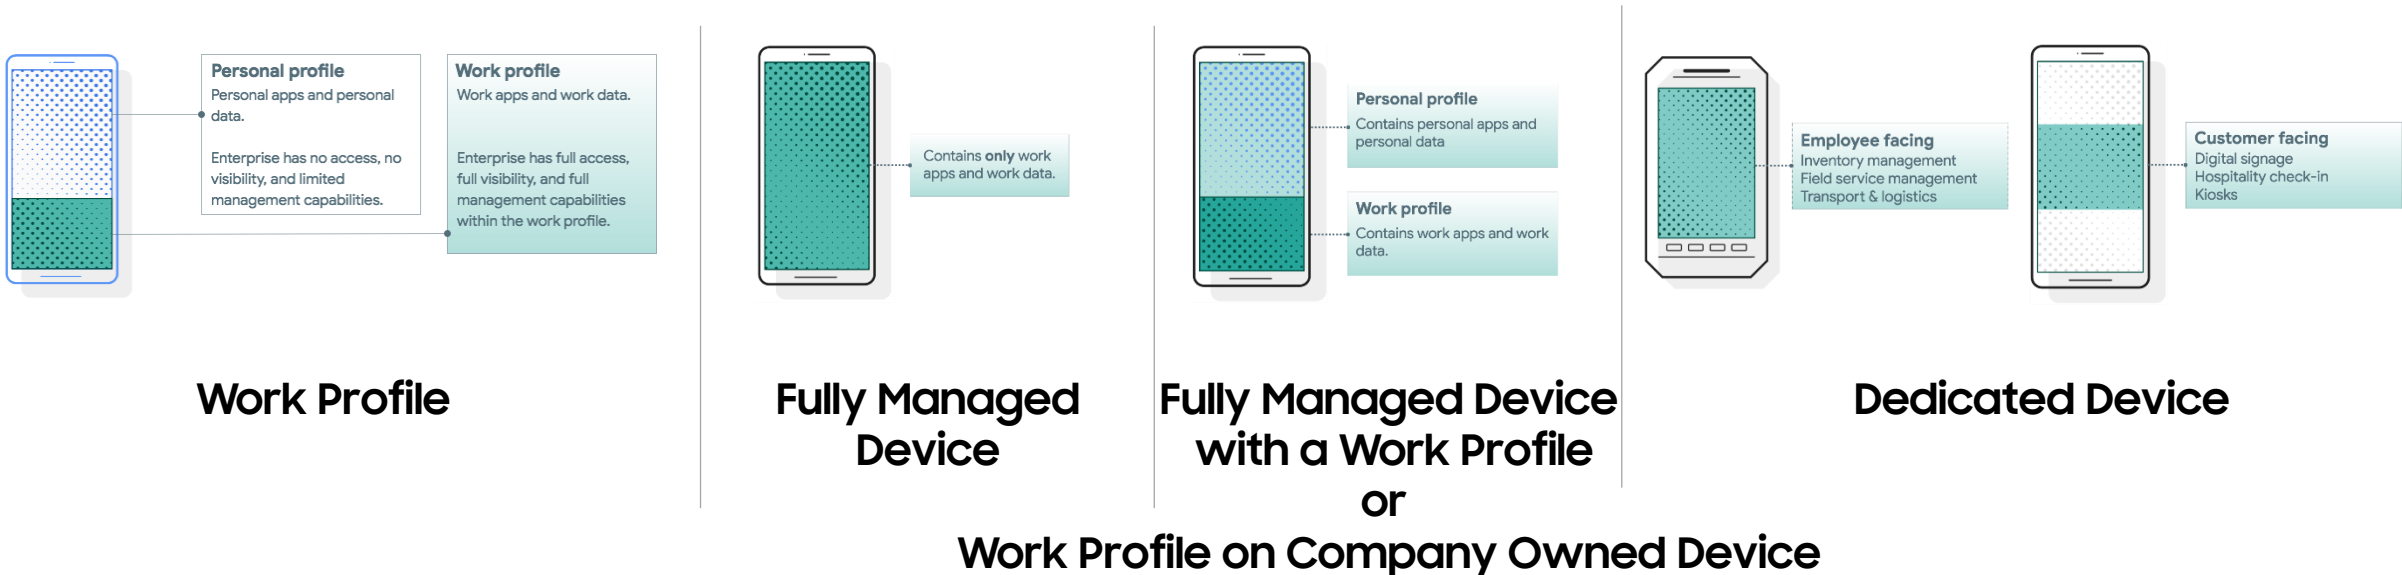 Personal profile
Personal apps and personal
data.
Enterprise has no access, no
visibility, and limited
management capabilities.
Work profile
Work apps and work data.
Enterprise has full access,
full visibility, and full
management capabilities
within the work profile.
Work Profile
Contains only work
apps and work data.
Fully Managed
Device
Personal profile
Contains personal apps and
personal data
Work profile
Contains work apps and work
data.
Fully Managed Device
with a Work Profile
or
Work Profile on Company Owned Device
Employee facing
Inventory management
Field service management
Transport & logistics
Customer facing
Digital signage
Hospitality check-in
Kiosks
Dedicated Device